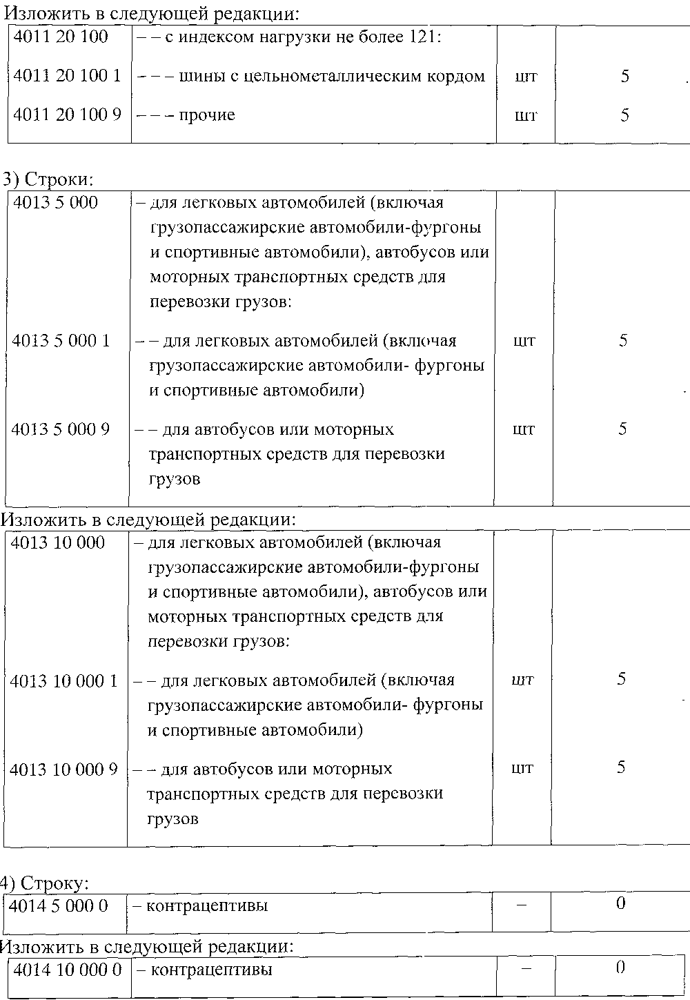 Изложить в следующей редакции:
4011 20 100 – – с индексом нагрузки не более 121:
4011 20 100 1 – – – шины с цельнометаллическим кордом шт 5
4011 20 100 9 – – – прочие шт 5
3) Строки:
4013 5 000 – для легковых автомобилей (включая
грузопассажирские автомобили-фургоны
и спортивные автомобили), автобусов или
моторных транспортных средств для
перевозки грузов:
4013 5 000 1 – – для легковых автомобилей (включая шт 5
грузопассажирские автомобили- фургоны
и спортивные автомобили)
4013 5 000 9 – – для автобусов или моторных шт 5
транспортных средств для перевозки
грузов
Изложить в следующей редакции:
4013 10 000 – для легковых автомобилей (включая
грузопассажирские автомобили-фургоны
и спортивные автомобили), автобусов или
моторных транспортных средств для
перевозки грузов:
4013 10 000 1 – – для легковых автомобилей (включая шт 5
грузопассажирские автомобили- фургоны
и спортивные автомобили)
4013 10 000 9 – – для автобусов или моторных шт 5
транспортных средств для перевозки
грузов
4) Строку:
4014 5 000 0 – контрацептивы – 0
Изложить в следующей редакции:
4014 10 000 0 – контрацептивы – 0